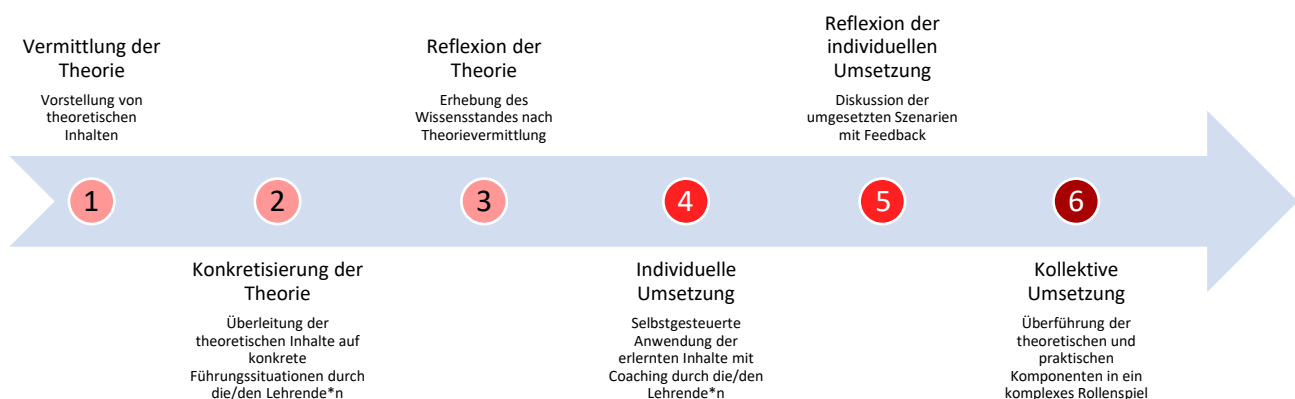 Vermittlung der
Theorie
Vorstellung von
theoretischen
Inhalten
1
Konkretisierung der
Theorie
Überleitung der
theoretischen Inhalte auf
konkrete
Führungssituationen durch
die/den Lehrende*n
2
Reflexion der
Theorie
Erhebung des
Wissensstandes nach
Theorievermittlung
3
Individuelle
Umsetzung
Selbstgesteuerte
Anwendung der
erlernten Inhalte mit
Coaching durch die/den
Lehrende*n
4
Reflexion der
individuellen
Umsetzung
Diskussion der
umgesetzten Szenarien
mit Feedback
5
Kollektive
Umsetzung
Überführung der
theoretischen und
praktischen
Komponenten in ein
komplexes Rollenspiel
6